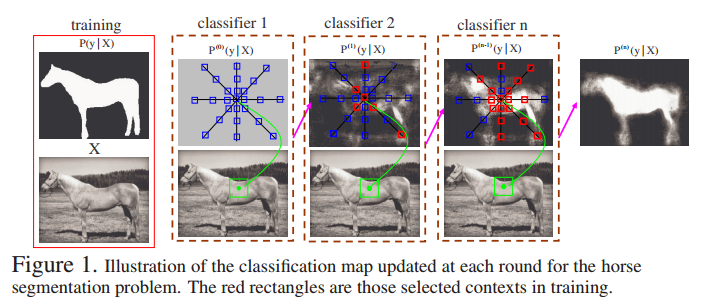 training
classifier 1
classifier 2
classifier n
P(y | X)
P⁽⁰⁾(y | X)
P⁽¹⁾(y | X)
P⁽ⁿ⁻¹⁾(y | X)
P⁽ⁿ⁾(y | X)
X
Figure 1. Illustration of the classification map updated at each round for the horse
segmentation problem. The red rectangles are those selected contexts in training.